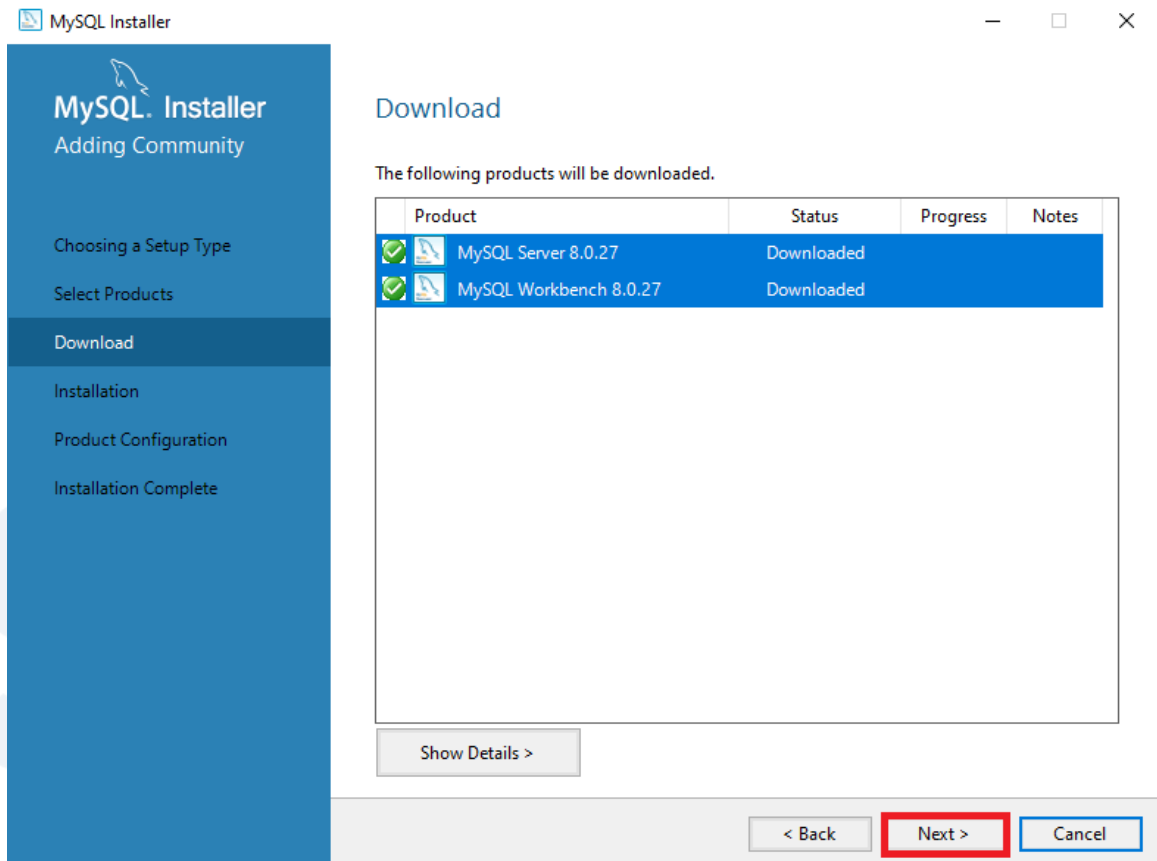 MySQL Installer
MySQL. Installer
Adding Community
Choosing a Setup Type
Select Products
Download
Installation
Product Configuration
Installation Complete
Download
The following products will be downloaded.
Product Status Progress Notes
MySQL Server 8.0.27 Downloaded
MySQL Workbench 8.0.27 Downloaded
Show Details >
< Back Next > Cancel